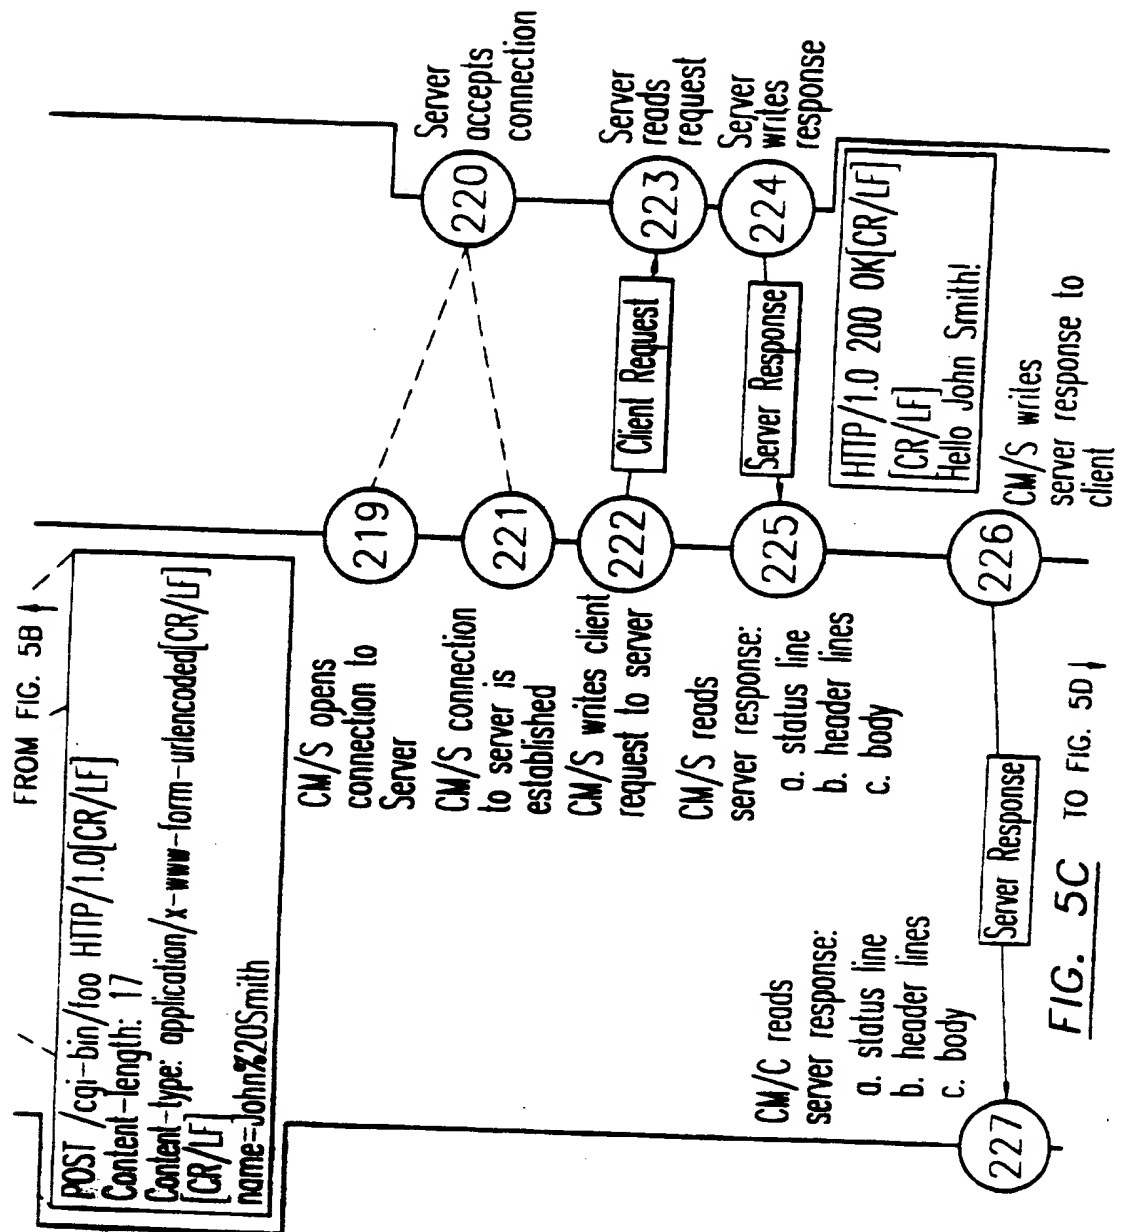 FROM FIG. 5B
POST /cgi-bin/foo HTTP/1.0[CR/LF]
Content-length: 17
Content-type: application/x-www-form-urlencoded[CR/LF]
[CR/LF]
name=John%20Smith
CM/S opens
connection to
Server
219
220
Server
accepts
connection
CM/S connection
to server is
established
221
CM/S writes client
request to server
222
Client Request
223
Server
reads
request
CM/S reads
server response:
a. status line
b. header lines
c. body
225
Server Response
224
Server
writes
response
HTTP/1.0 200 OK[CR/LF]
[CR/LF]
Hello John Smith!
226
CM/S writes
server response to
client
CM/C reads
server response:
a. status line
b. header lines
c. body
227
Server Response
FIG. 5C
TO FIG. 5D